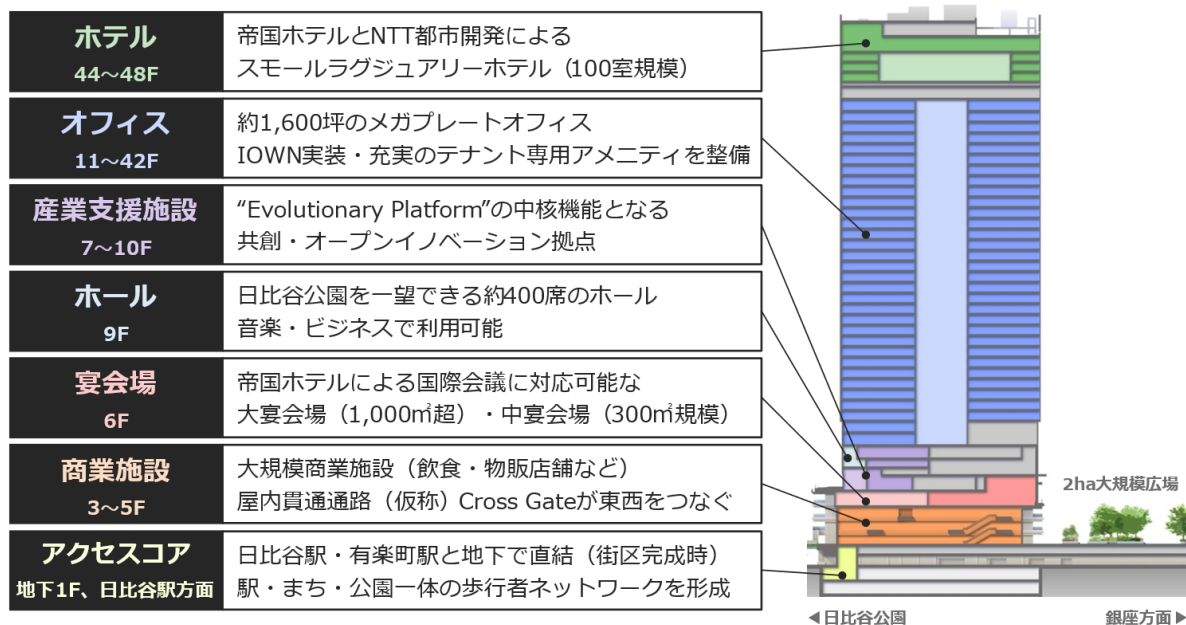 ホテル
44～48F
帝国ホテルとNTT都市開発による
スモールラグジュアリーホテル（100室規模）
オフィス
11～42F
約1,600坪のメガプレートオフィス
IOWN実装・充実のテナント専用アメニティを整備
産業支援施設
7～10F
“Evolutionary Platform”の中核機能となる
共創・オープンイノベーション拠点
ホール
9F
日比谷公園を一望できる約400席のホール
音楽・ビジネスで利用可能
宴会場
6F
帝国ホテルによる国際会議に対応可能な
大宴会場（1,000㎡超）・中宴会場（300㎡規模）
商業施設
3～5F
大規模商業施設（飲食・物販店舗など）
屋内貫通通路（仮称）Cross Gateが東西をつなぐ
アクセスコア
地下1F、日比谷駅方面
日比谷駅・有楽町駅と地下で直結（街区完成時）
駅・まち・公園一体の歩行者ネットワークを形成
2ha大規模広場
◀日比谷公園
銀座方面▶